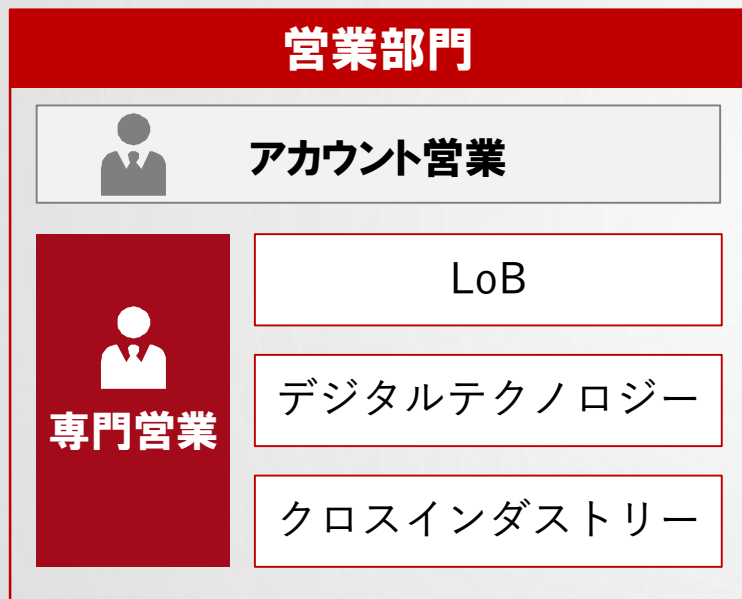 営業部門
アカウント営業
LoB
専門営業
デジタルテクノロジー
クロスインダストリー